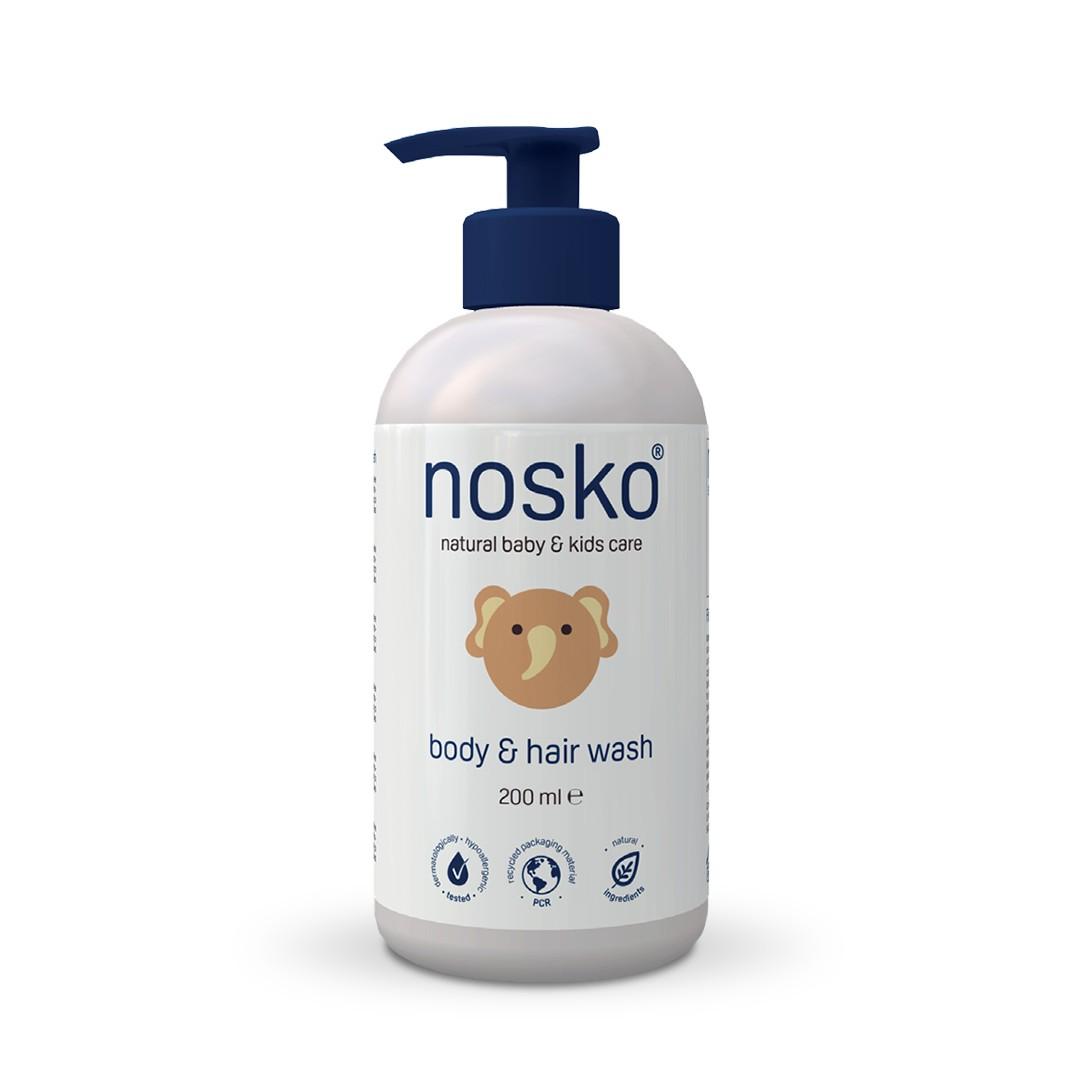 nosko®
natural baby & kids care
body & hair wash
200 ml ℮
dermatologically • hypoallergenic
• tested •
recycled packaging material
• PCR •
• natural •
ingredients